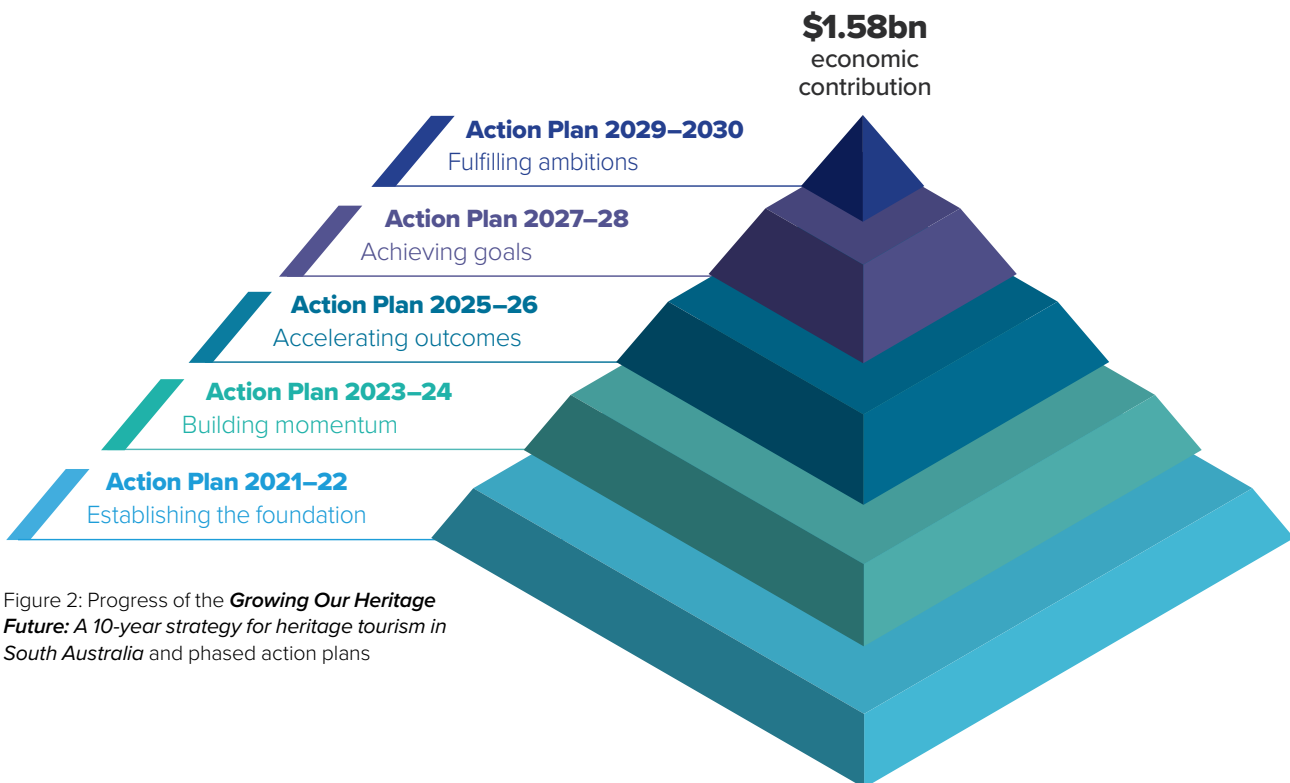 $1.58bn
economic
contribution
Action Plan 2029–2030
Fulfilling ambitions
Action Plan 2027–28
Achieving goals
Action Plan 2025–26
Accelerating outcomes
Action Plan 2023–24
Building momentum
Action Plan 2021–22
Establishing the foundation
Figure 2: Progress of the Growing Our Heritage
Future: A 10-year strategy for heritage tourism in
South Australia and phased action plans